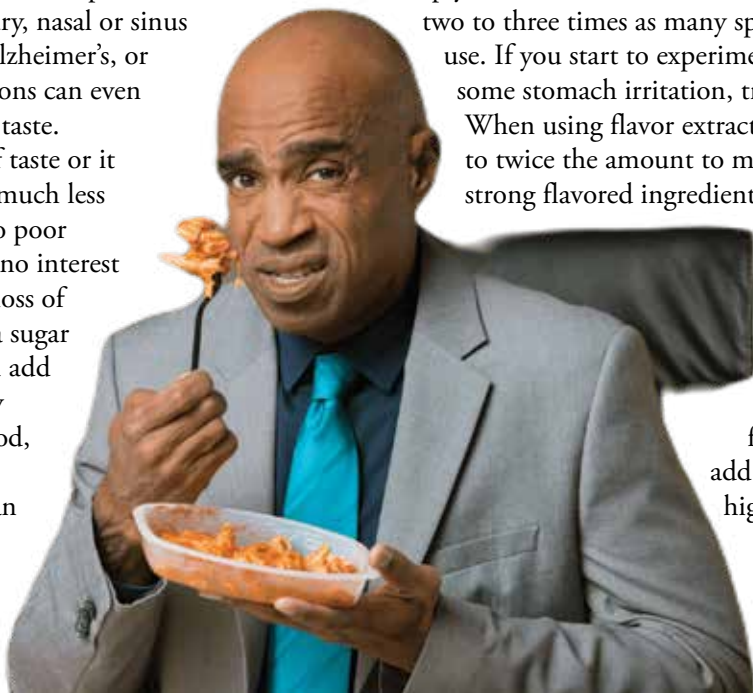 ry, nasal or sinus
lzheimer's, or
ons can even
taste.
f taste or it
much less
o poor
no interest
oss of
sugar
add
od,
n
two to three times as many sp
use. If you start to experime
some stomach irritation, tr
When using flavor extract
to twice the amount to m
strong flavored ingredient
f
add
hig